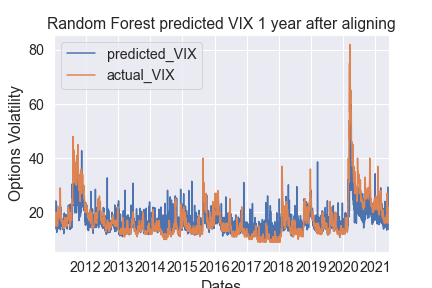 Random Forest predicted VIX 1 year after aligning
predicted_VIX
actual_VIX
Options Volatility
80
60
40
20
2012 2013 2014 2015 2016 2017 2018 2019 2020 2021
Dates